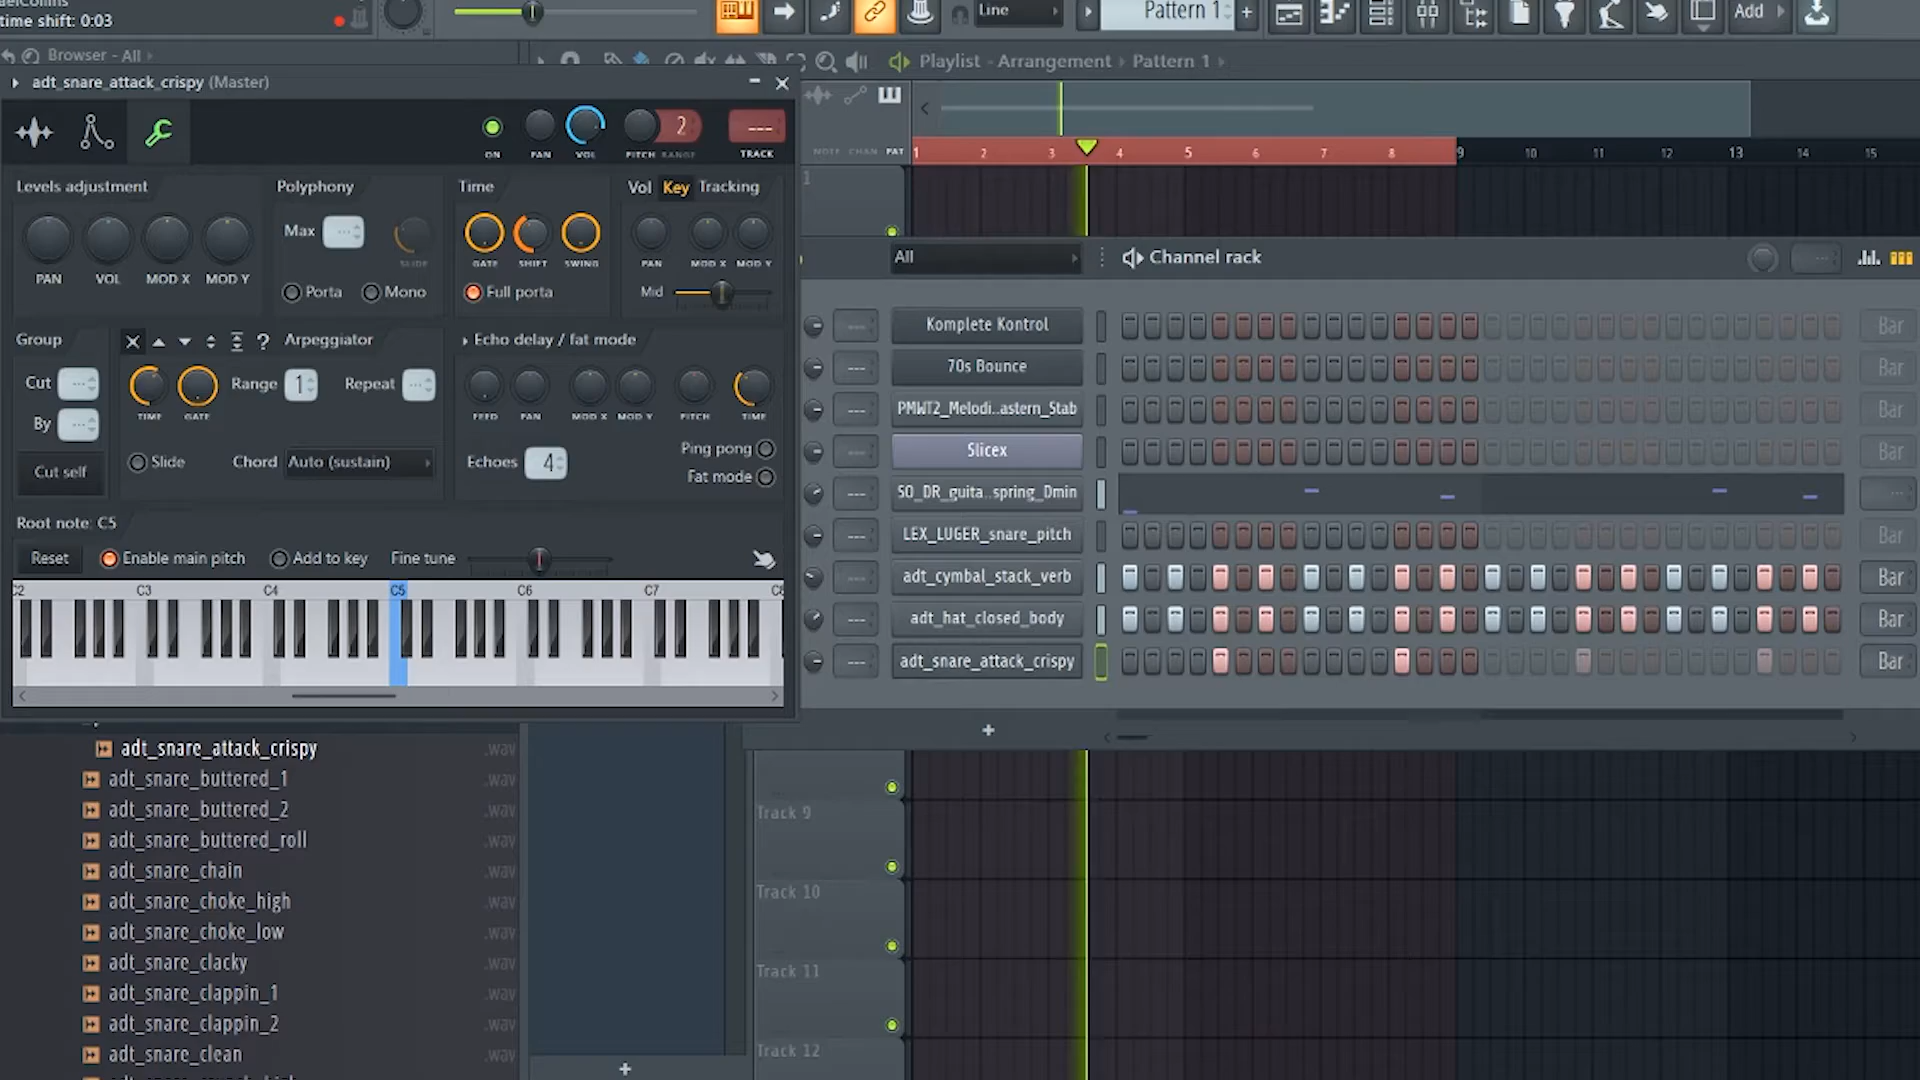 time shift: 0:03
Line
Pattern 1
+
Add
Browser - All
Playlist - Arrangement › Pattern 1 ›
adt_snare_attack_crispy (Master)
ON
PAN
VOL
PITCH
RANGE
2
---
TRACK
NOTE CHAN PAT
1 2 3 4 5 6 7 8 9 10 11 12 13 14 15
1
Levels adjustment
PAN
VOL
MOD X
MOD Y
Polyphony
Max
SLIDE
Porta
Mono
Time
GATE
SHIFT
SWING
Full porta
Vol Key Tracking
PAN
MOD X
MOD Y
Mid
Group
Cut
By
Cut self
? Arpeggiator
TIME
GATE
Range 1
Repeat
Slide
Chord Auto (sustain)
Echo delay / fat mode
FEED
PAN
MOD X
MOD Y
PITCH
TIME
Echoes 4
Ping pong
Fat mode
Root note: C5
Reset
Enable main pitch
Add to key
Fine tune
C3 C4 C5 C6 C7
All
Channel rack
Komplete Kontrol
Bar
70s Bounce
Bar
PMWT2_Melodi..astern_Stab
Bar
Slicex
Bar
SO_DR_guita..spring_Dmin
LEX_LUGER_snare_pitch
Bar
adt_cymbal_stack_verb
Bar
adt_hat_closed_body
Bar
adt_snare_attack_crispy
Bar
+
adt_snare_attack_crispy .wav
adt_snare_buttered_1 .wav
adt_snare_buttered_2 .wav
adt_snare_buttered_roll .wav
adt_snare_chain .wav
adt_snare_choke_high .wav
adt_snare_choke_low .wav
adt_snare_clacky .wav
adt_snare_clappin_1 .wav
adt_snare_clappin_2 .wav
adt_snare_clean .wav
Track 9
Track 10
Track 11
Track 12
+